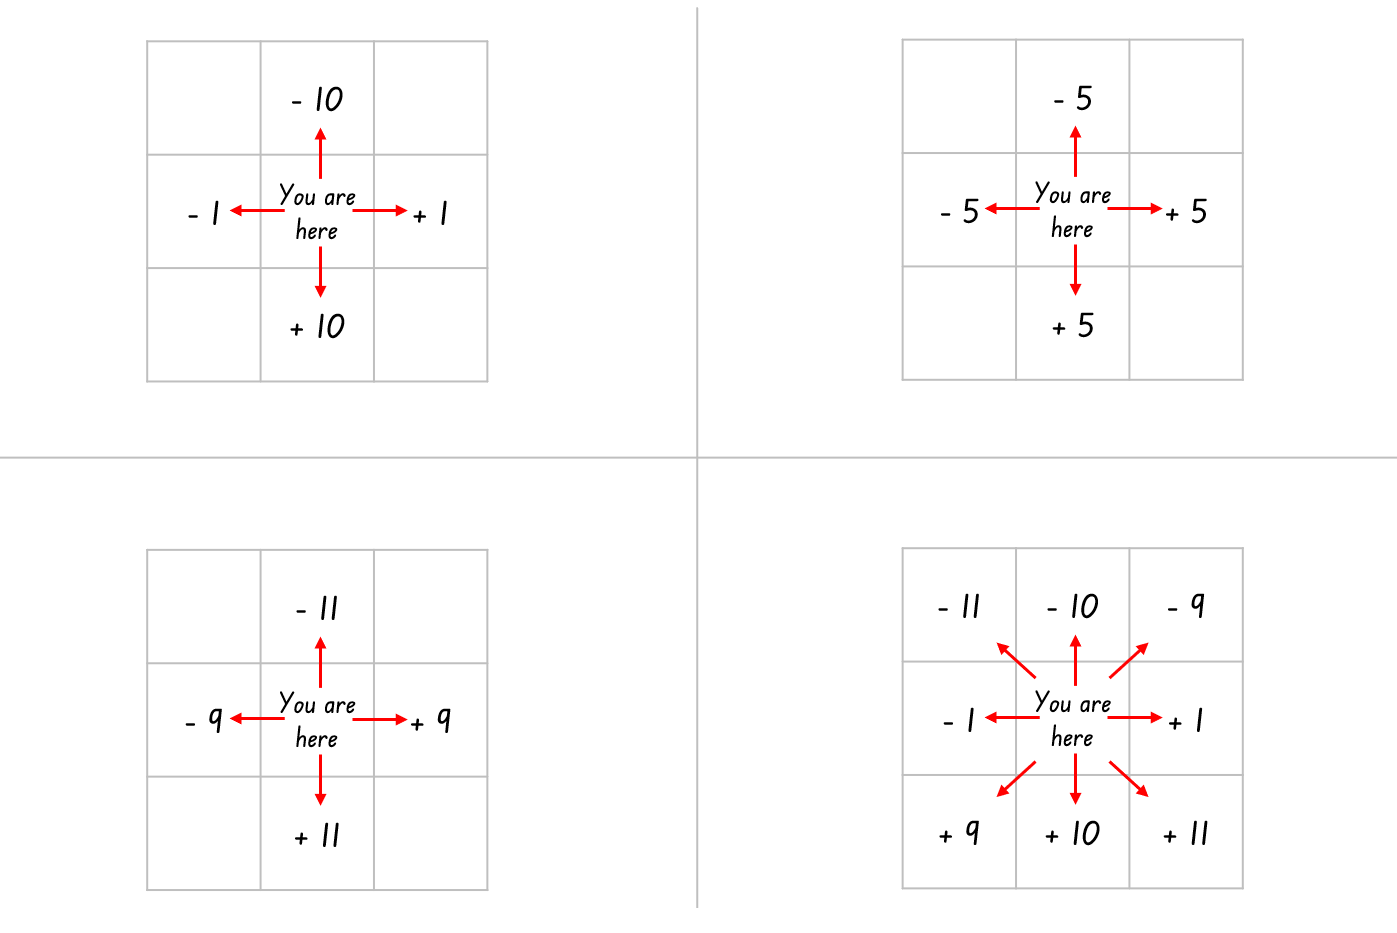 - 10
- 1
You are
here
+ 1
+ 10
- 5
- 5
You are
here
+ 5
+ 5
- 11
- 9
You are
here
+ 9
+ 11
- 11 - 10 - 9
- 1
You are
here
+ 1
+ 9 + 10 + 11